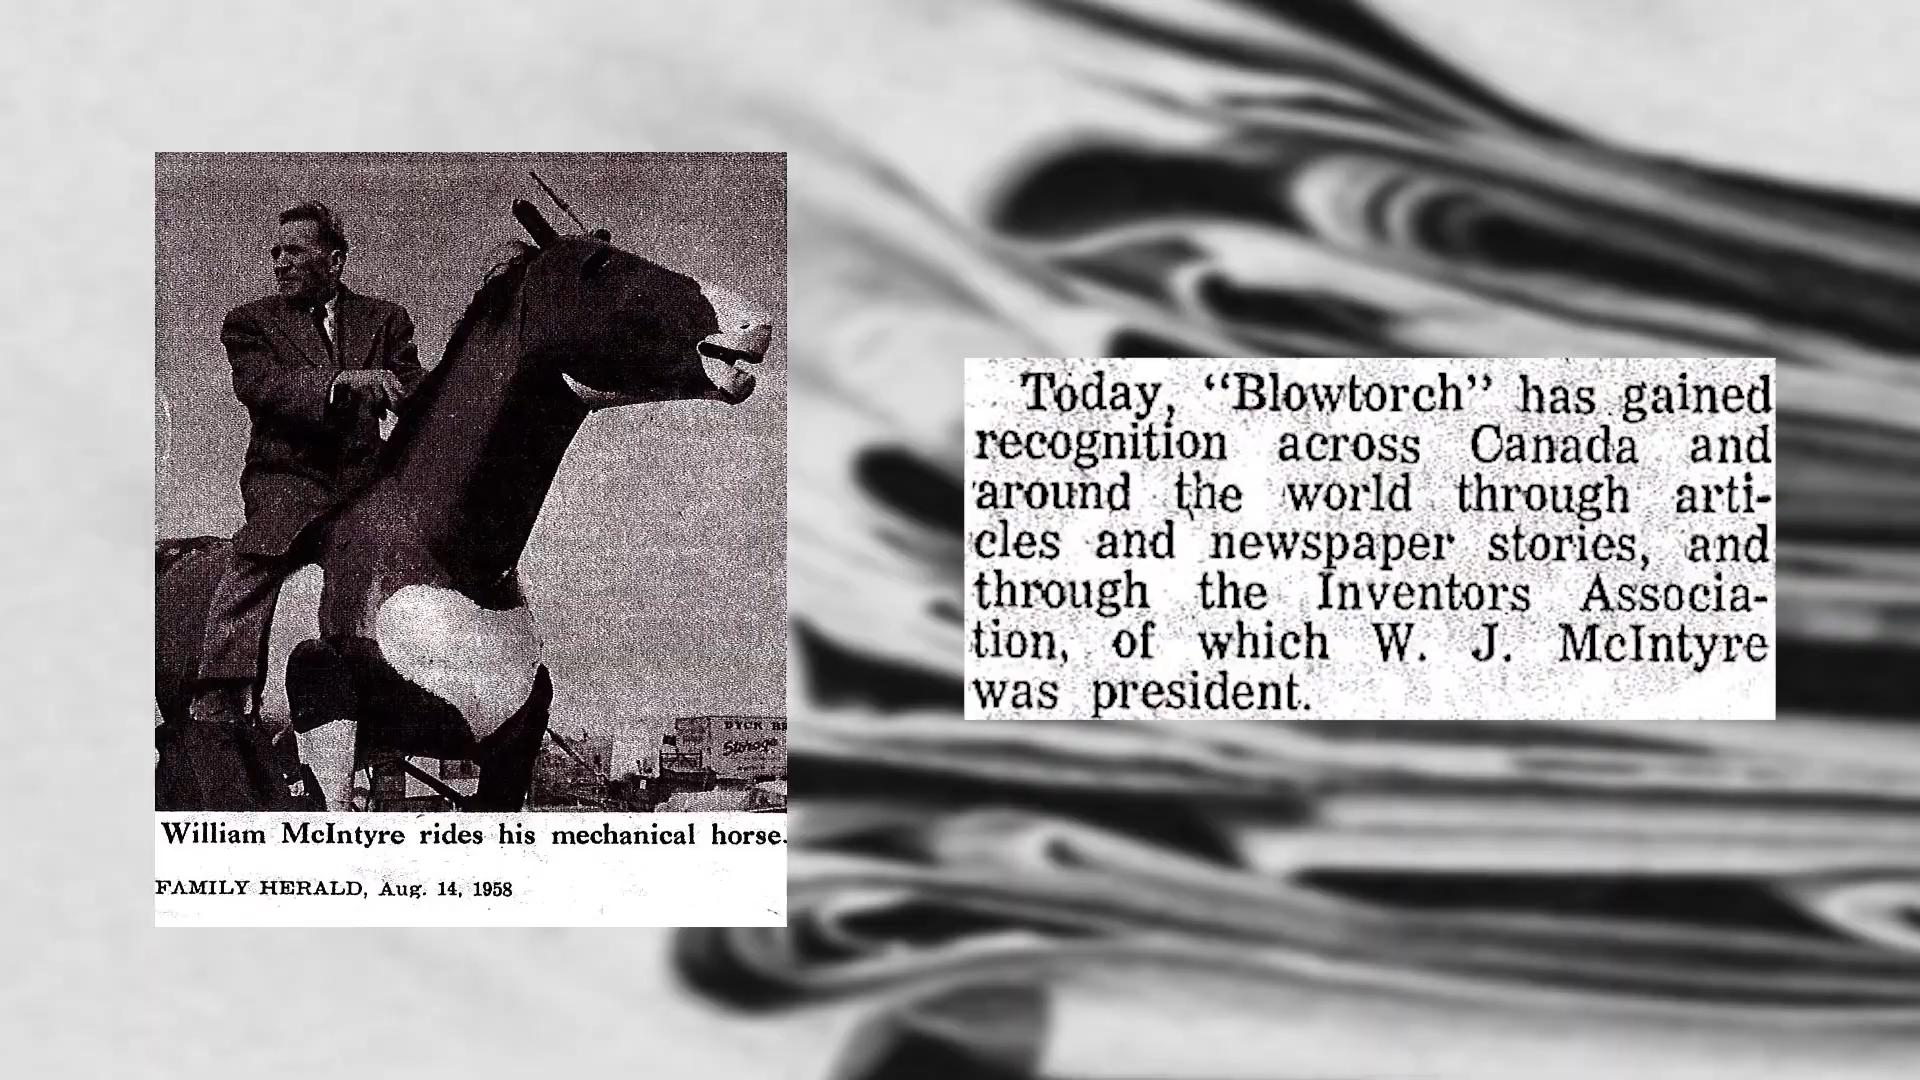 DYCK
Storage
William McIntyre rides his mechanical horse.
FAMILY HERALD, Aug. 14, 1958
Today, “Blowtorch” has gained
recognition across Canada and
around the world through arti-
cles and newspaper stories, and
through the Inventors Associa-
tion, of which W. J. McIntyre
was president.